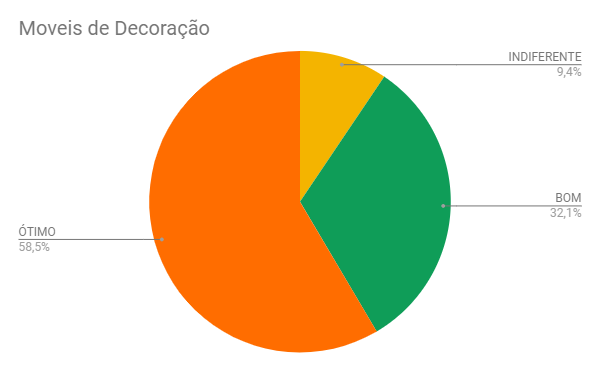 Moveis de Decoração
INDIFERENTE
9,4%
BOM
32,1%
ÓTIMO
58,5%